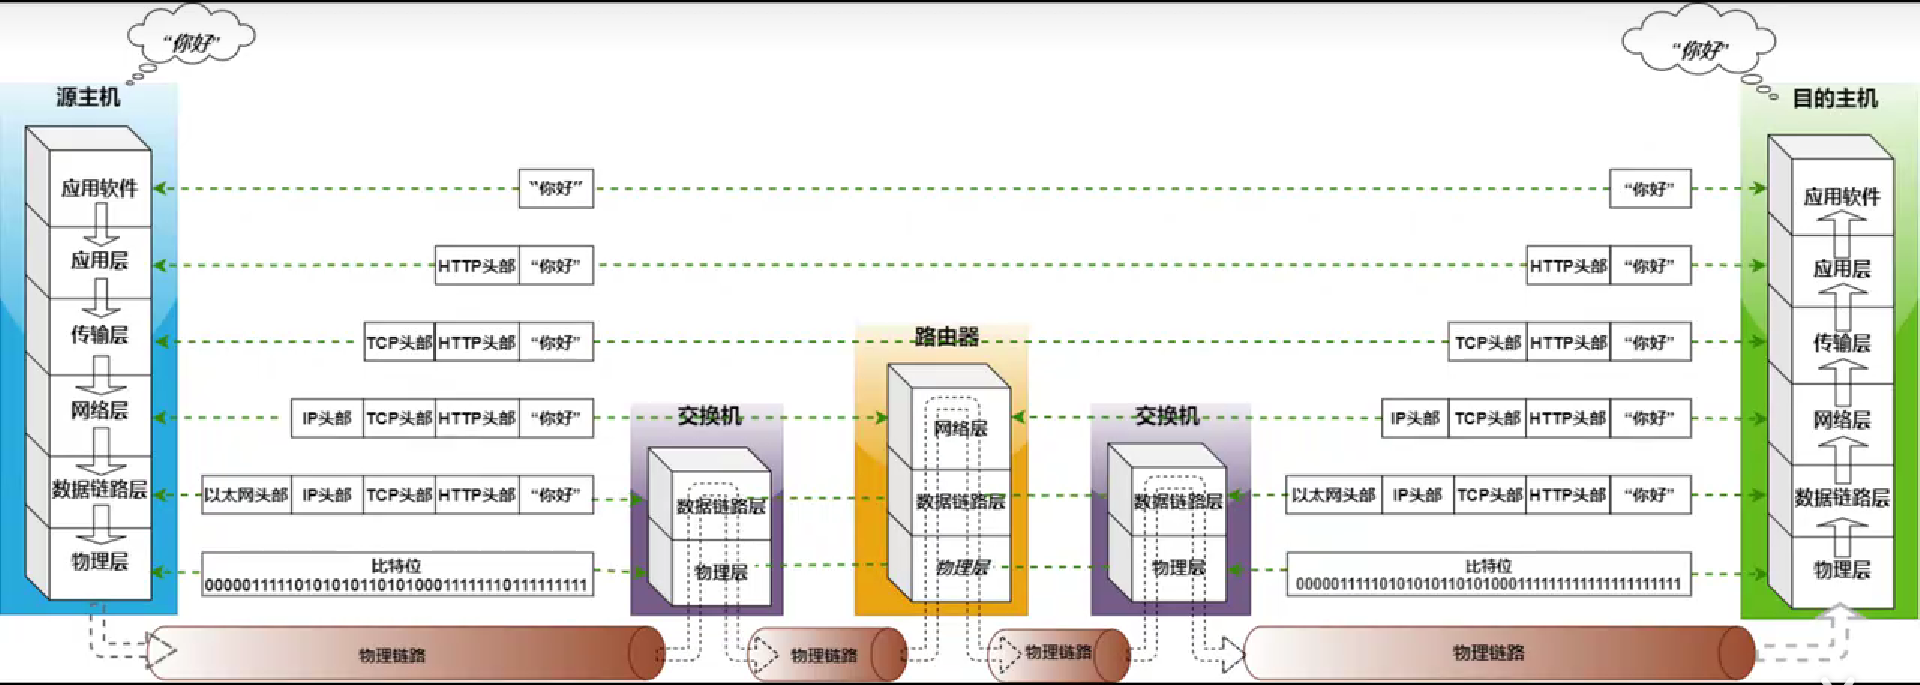 “你好”
“你好”
源主机
目的主机
应用软件
“你好”
“你好”
应用软件
应用层
HTTP头部 “你好”
HTTP头部 “你好”
应用层
传输层
TCP头部 HTTP头部 “你好”
路由器
TCP头部 HTTP头部 “你好”
传输层
网络层
IP头部 TCP头部 HTTP头部 “你好”
交换机
网络层
交换机
IP头部 TCP头部 HTTP头部 “你好”
网络层
数据链路层
以太网头部 IP头部 TCP头部 HTTP头部 “你好”
数据链路层
数据链路层
数据链路层
以太网头部 IP头部 TCP头部 HTTP头部 “你好”
数据链路层
物理层
比特位
物理层
物理层
物理层
比特位
物理层
物理链路
物理链路
物理链路
物理链路